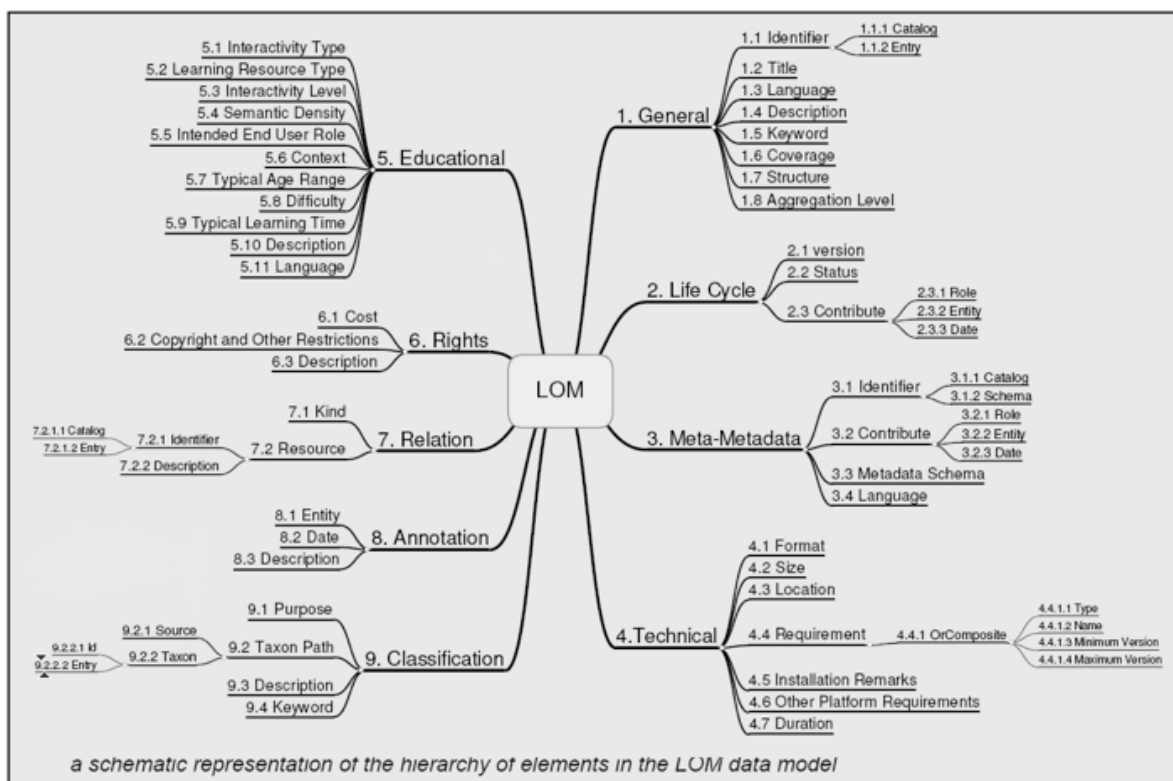 LOM
1. General
1.1 Identifier
1.1.1 Catalog
1.1.2 Entry
1.2 Title
1.3 Language
1.4 Description
1.5 Keyword
1.6 Coverage
1.7 Structure
1.8 Aggregation Level
2. Life Cycle
2.1 version
2.2 Status
2.3 Contribute
2.3.1 Role
2.3.2 Entity
2.3.3 Date
3. Meta-Metadata
3.1 Identifier
3.1.1 Catalog
3.1.2 Schema
3.2 Contribute
3.2.1 Role
3.2.2 Entity
3.2.3 Date
3.3 Metadata Schema
3.4 Language
4.Technical
4.1 Format
4.2 Size
4.3 Location
4.4 Requirement
4.4.1 OrComposite
4.4.1.1 Type
4.4.1.2 Name
4.4.1.3 Minimum Version
4.4.1.4 Maximum Version
4.5 Installation Remarks
4.6 Other Platform Requirements
4.7 Duration
5. Educational
5.1 Interactivity Type
5.2 Learning Resource Type
5.3 Interactivity Level
5.4 Semantic Density
5.5 Intended End User Role
5.6 Context
5.7 Typical Age Range
5.8 Difficulty
5.9 Typical Learning Time
5.10 Description
5.11 Language
6. Rights
6.1 Cost
6.2 Copyright and Other Restrictions
6.3 Description
7. Relation
7.1 Kind
7.2 Resource
7.2.1 Identifier
7.2.1.1 Catalog
7.2.1.2 Entry
7.2.2 Description
8. Annotation
8.1 Entity
8.2 Date
8.3 Description
9. Classification
9.1 Purpose
9.2 Taxon Path
9.2.1 Source
9.2.2 Taxon
9.2.2.1 Id
9.2.2.2 Entry
9.3 Description
9.4 Keyword
a schematic representation of the hierarchy of elements in the LOM data model